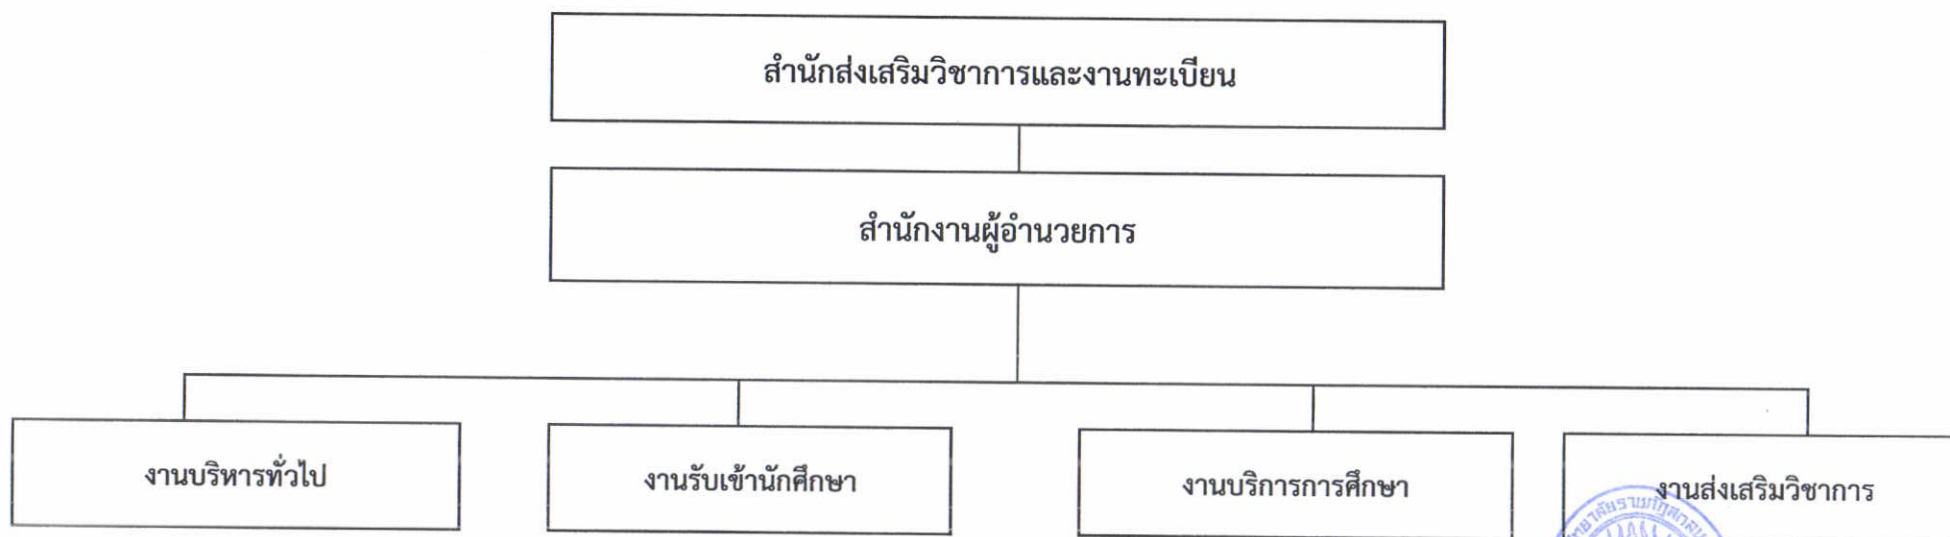 สำนักส่งเสริมวิชาการและงานทะเบียน
สำนักงานผู้อำนวยการ
งานบริหารทั่วไป
งานรับเข้านักศึกษา
งานบริการการศึกษา
งานส่งเสริมวิชาการ